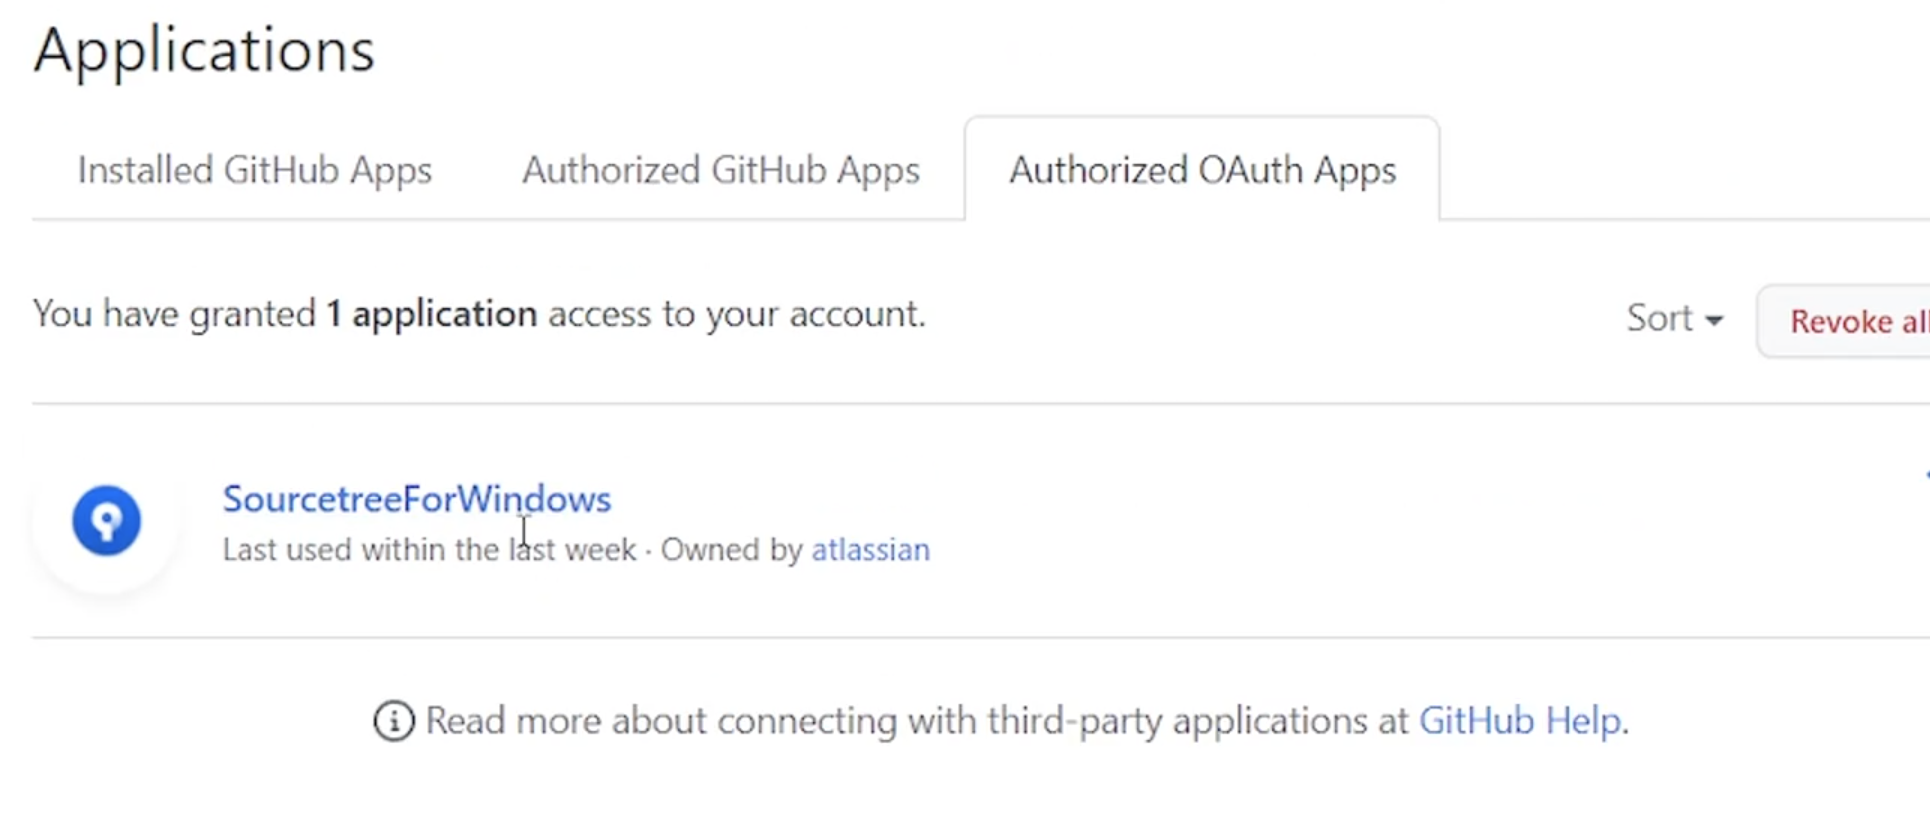 Applications
Installed GitHub Apps Authorized GitHub Apps Authorized OAuth Apps
You have granted 1 application access to your account. Sort Revoke all
SourcetreeForWindows
Last used within the last week · Owned by atlassian
Read more about connecting with third-party applications at GitHub Help.